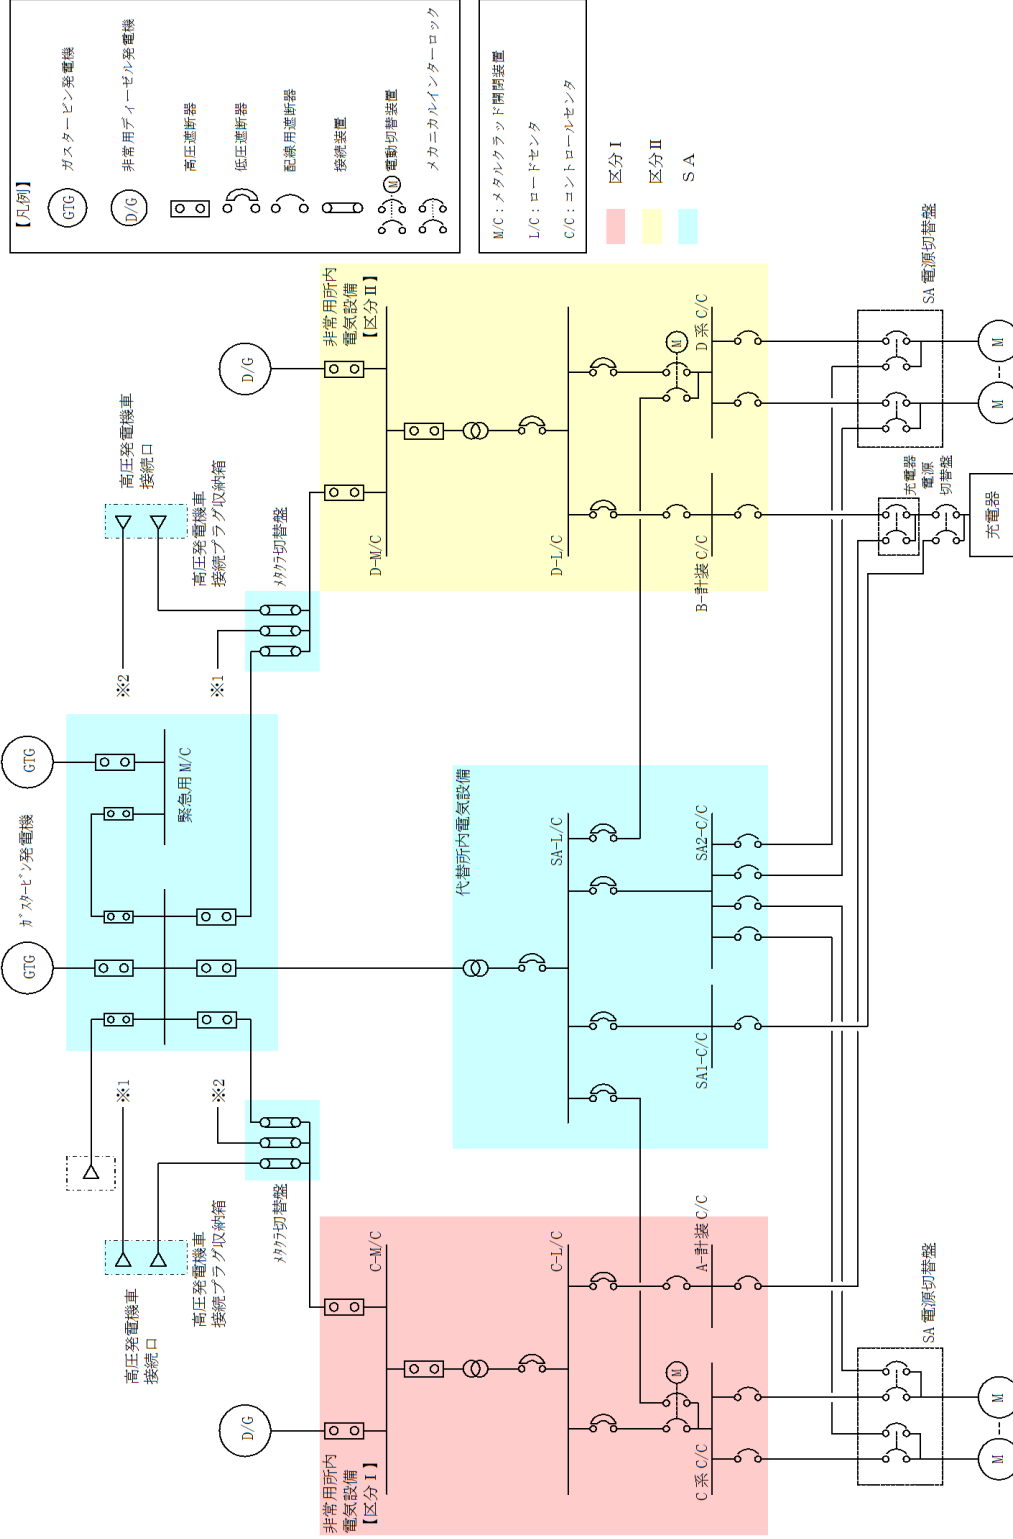 【凡例】
GTG
ガスタービン発電機
D/G
非常用ディーゼル発電機
高圧遮断器
低圧遮断器
配線用遮断器
接続装置
M
電動切替装置
メカニカルインターロック
M/C：メタルクラッド開閉装置
L/C：ロードセンタ
C/C：コントロールセンタ
区分Ⅰ
区分Ⅱ
ＳＡ
ｶﾞｽﾀｰﾋﾞﾝ発電機
GTG
GTG
緊急用 M/C
高圧発電機車
接続口
※1
※2
高圧発電機車
接続プラグ収納箱
ﾒﾀｸﾗ切替盤
高圧発電機車
接続口
※2
※1
高圧発電機車
接続プラグ収納箱
ﾒﾀｸﾗ切替盤
D/G
非常用所内
電気設備
【区分Ⅰ】
C-M/C
C-L/C
M
C 系 C/C
A-計装 C/C
代替所内電気設備
SA-L/C
SA1-C/C
SA2-C/C
D/G
非常用所内
電気設備
【区分Ⅱ】
D-M/C
D-L/C
M
B-計装 C/C
D 系 C/C
SA 電源切替盤
M
M
充電器
電源
切替盤
充電器
SA 電源切替盤
M
M